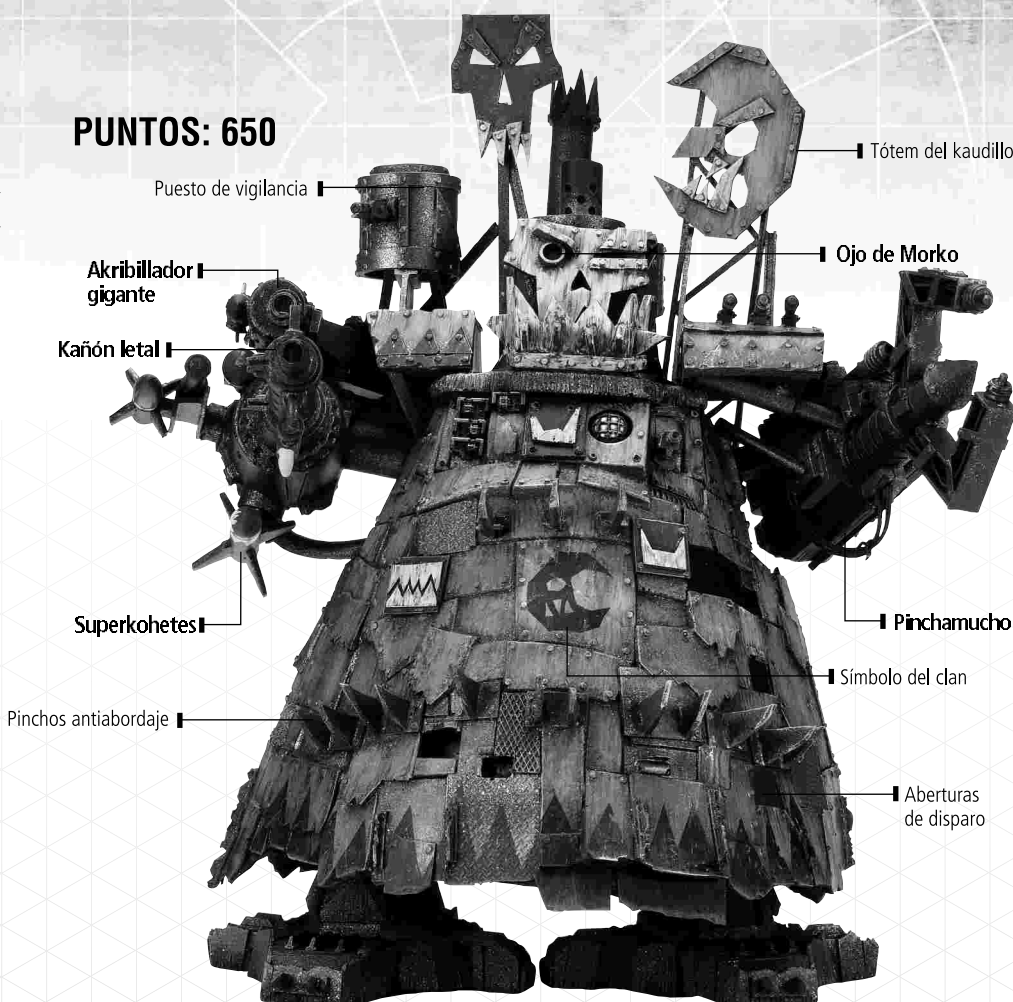 PUNTOS: 650
Puesto de vigilancia
Tótem del kaudillo
Akribillador
gigante
Ojo de Morko
Kañón letal
Superkohetes
Pinchamucho
Símbolo del clan
Pinchos antiabordaje
Aberturas
de disparo